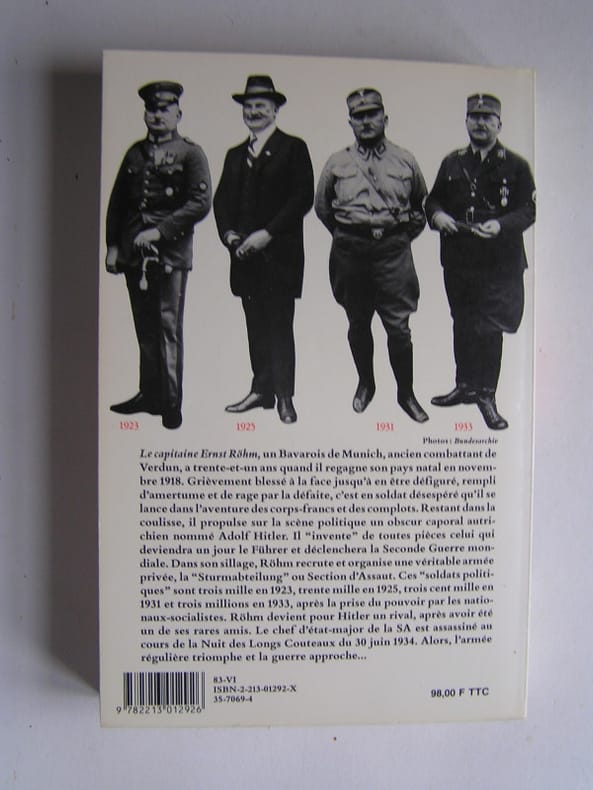 1923
1925
1931
1933
Photos : Bundesarchie
Le capitaine Ernst Röhm, un Bavarois de Munich, ancien combattant de
Verdun, a trente-et-un ans quand il regagne son pays natal en novem-
bre 1918. Grièvement blessé à la face jusqu'à en être défiguré, rempli
d'amertume et de rage par la défaite, c'est en soldat désespéré qu'il se
lance dans l'aventure des corps-francs et des complots. Restant dans la
coulisse, il propulse sur la scène politique un obscur caporal autri-
chien nommé Adolf Hitler. Il "invente" de toutes pièces celui qui
deviendra un jour le Führer et déclenchera la Seconde Guerre mon-
diale. Dans son sillage, Röhm recrute et organise une véritable armée
privée, la "Sturmabteilung" ou Section d'Assaut. Ces "soldats politi-
ques" sont trois mille en 1923, trente mille en 1925, trois cent mille en
1931 et trois millions en 1933, après la prise du pouvoir par les natio-
naux-socialistes. Röhm devient pour Hitler un rival, après avoir été
un de ses rares amis. Le chef d'état-major de la SA est assassiné au
cours de la Nuit des Longs Couteaux du 30 juin 1934. Alors, l'armée
régulière triomphe et la guerre approche...
83-VI
ISBN-2-213-01292-X
35-7069-4
9 782213 012926
98,00 F TTC